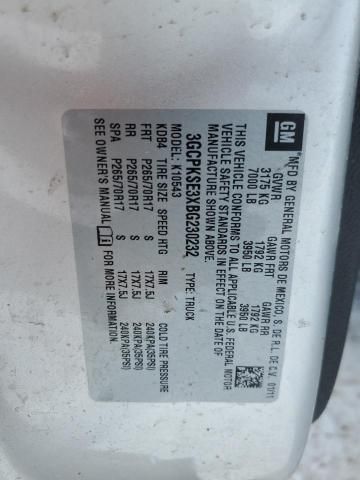 GM
MFD BY GENERAL MOTORS DE MEXICO, S. DE R.L. DE C.V. 01/11
GVWR GAWR FRT GAWR RR
3175 KG 1792 KG 1792 KG
7000 LB 3950 LB 3950 LB
THIS VEHICLE CONFORMS TO ALL APPLICABLE U.S. FEDERAL MOTOR
VEHICLE SAFETY STANDARDS IN EFFECT ON THE DATE OF
MANUFACTURE SHOWN ABOVE.
3GCPKSE3XBG230232 TYPE: TRUCK
MODEL: K10543
KDB4 TIRE SIZE SPEED HTG RIM COLD TIRE PRESSURE
FRT P265/70R17 S 17X7.5J 240KPA(35PSI)
RR P265/70R17 S 17X7.5J 240KPA(35PSI)
SPA P265/70R17 S 17X7.5J 240KPA(35PSI)
SEE OWNER'S MANUAL FOR MORE INFORMATION.